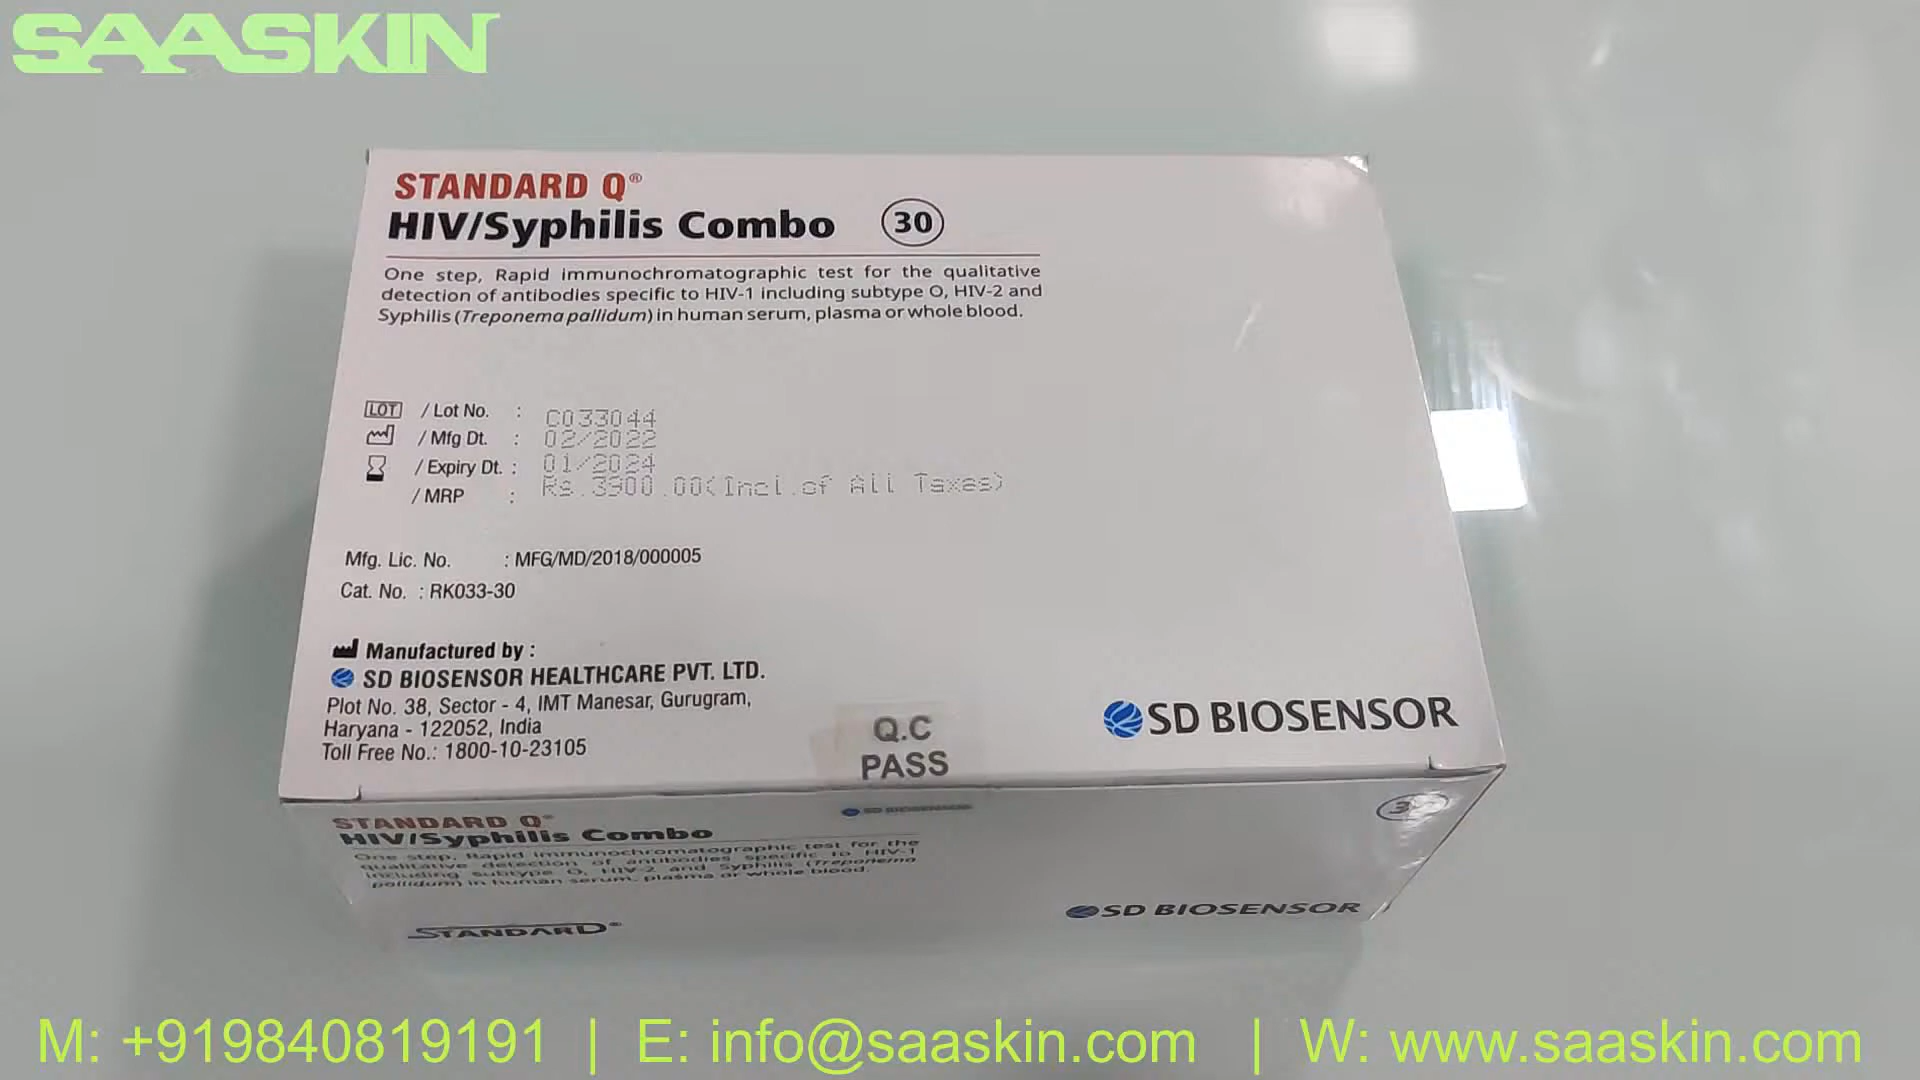 SAASKIN
STANDARD Q®
HIV/Syphilis Combo 30
One step, Rapid immunochromatographic test for the qualitative
detection of antibodies specific to HIV-1 including subtype O, HIV-2 and
Syphilis (Treponema pallidum) in human serum, plasma or whole blood.
LOT / Lot No. : C033044
/ Mfg Dt. : 02/2022
/ Expiry Dt. : 01/2024
/ MRP : Rs.3900.00(Incl.of All Taxes)
Mfg. Lic. No. : MFG/MD/2018/000005
Cat. No. : RK033-30
Manufactured by :
SD BIOSENSOR HEALTHCARE PVT. LTD.
Plot No. 38, Sector - 4, IMT Manesar, Gurugram,
Haryana - 122052, India
Toll Free No.: 1800-10-23105
Q.C
PASS
SD BIOSENSOR
STANDARD Q®
HIV/Syphilis Combo
SD BIOSENSOR
One step, Rapid immunochromatographic test for the
qualitative detection of antibodies specific to HIV-1
including subtype O, HIV-2 and Syphilis (Treponema
pallidum) in human serum, plasma or whole blood.
STANDARD®
SD BIOSENSOR
M: +919840819191 | E: info@saaskin.com | W: www.saaskin.com